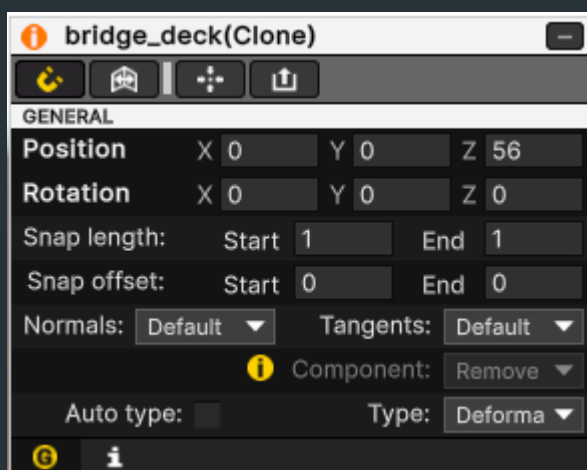 bridge_deck(Clone)
GENERAL
Position X 0 Y 0 Z 56
Rotation X 0 Y 0 Z 0
Snap length: Start 1 End 1
Snap offset: Start 0 End 0
Normals: Default Tangents: Default
Component: Remove
Auto type: Type: Deforma